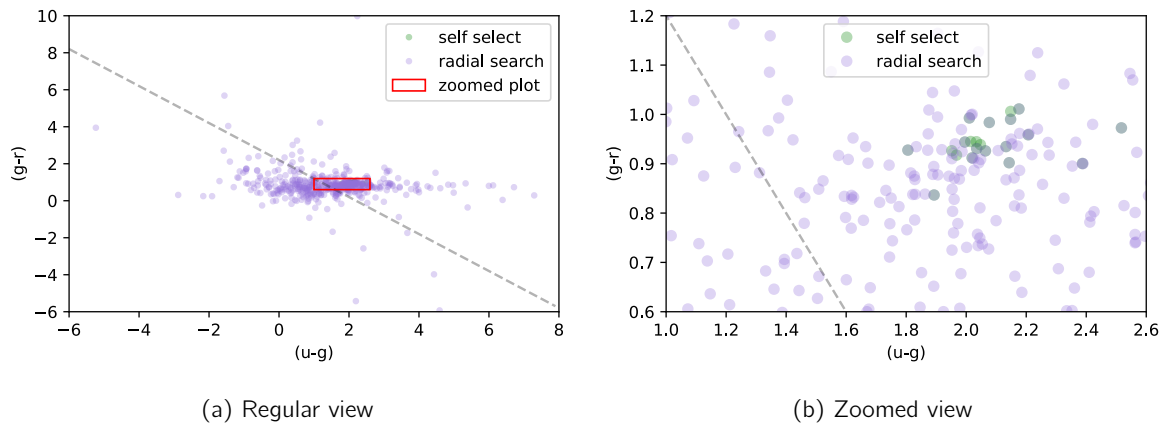 10
8
6
4
2
0
−2
−4
−6
(g-r)
self select
radial search
zoomed plot
−6 −4 −2 0 2 4 6 8
(u-g)
(a) Regular view
1.2
1.1
1.0
0.9
0.8
0.7
0.6
(g-r)
self select
radial search
1.0 1.2 1.4 1.6 1.8 2.0 2.2 2.4 2.6
(u-g)
(b) Zoomed view